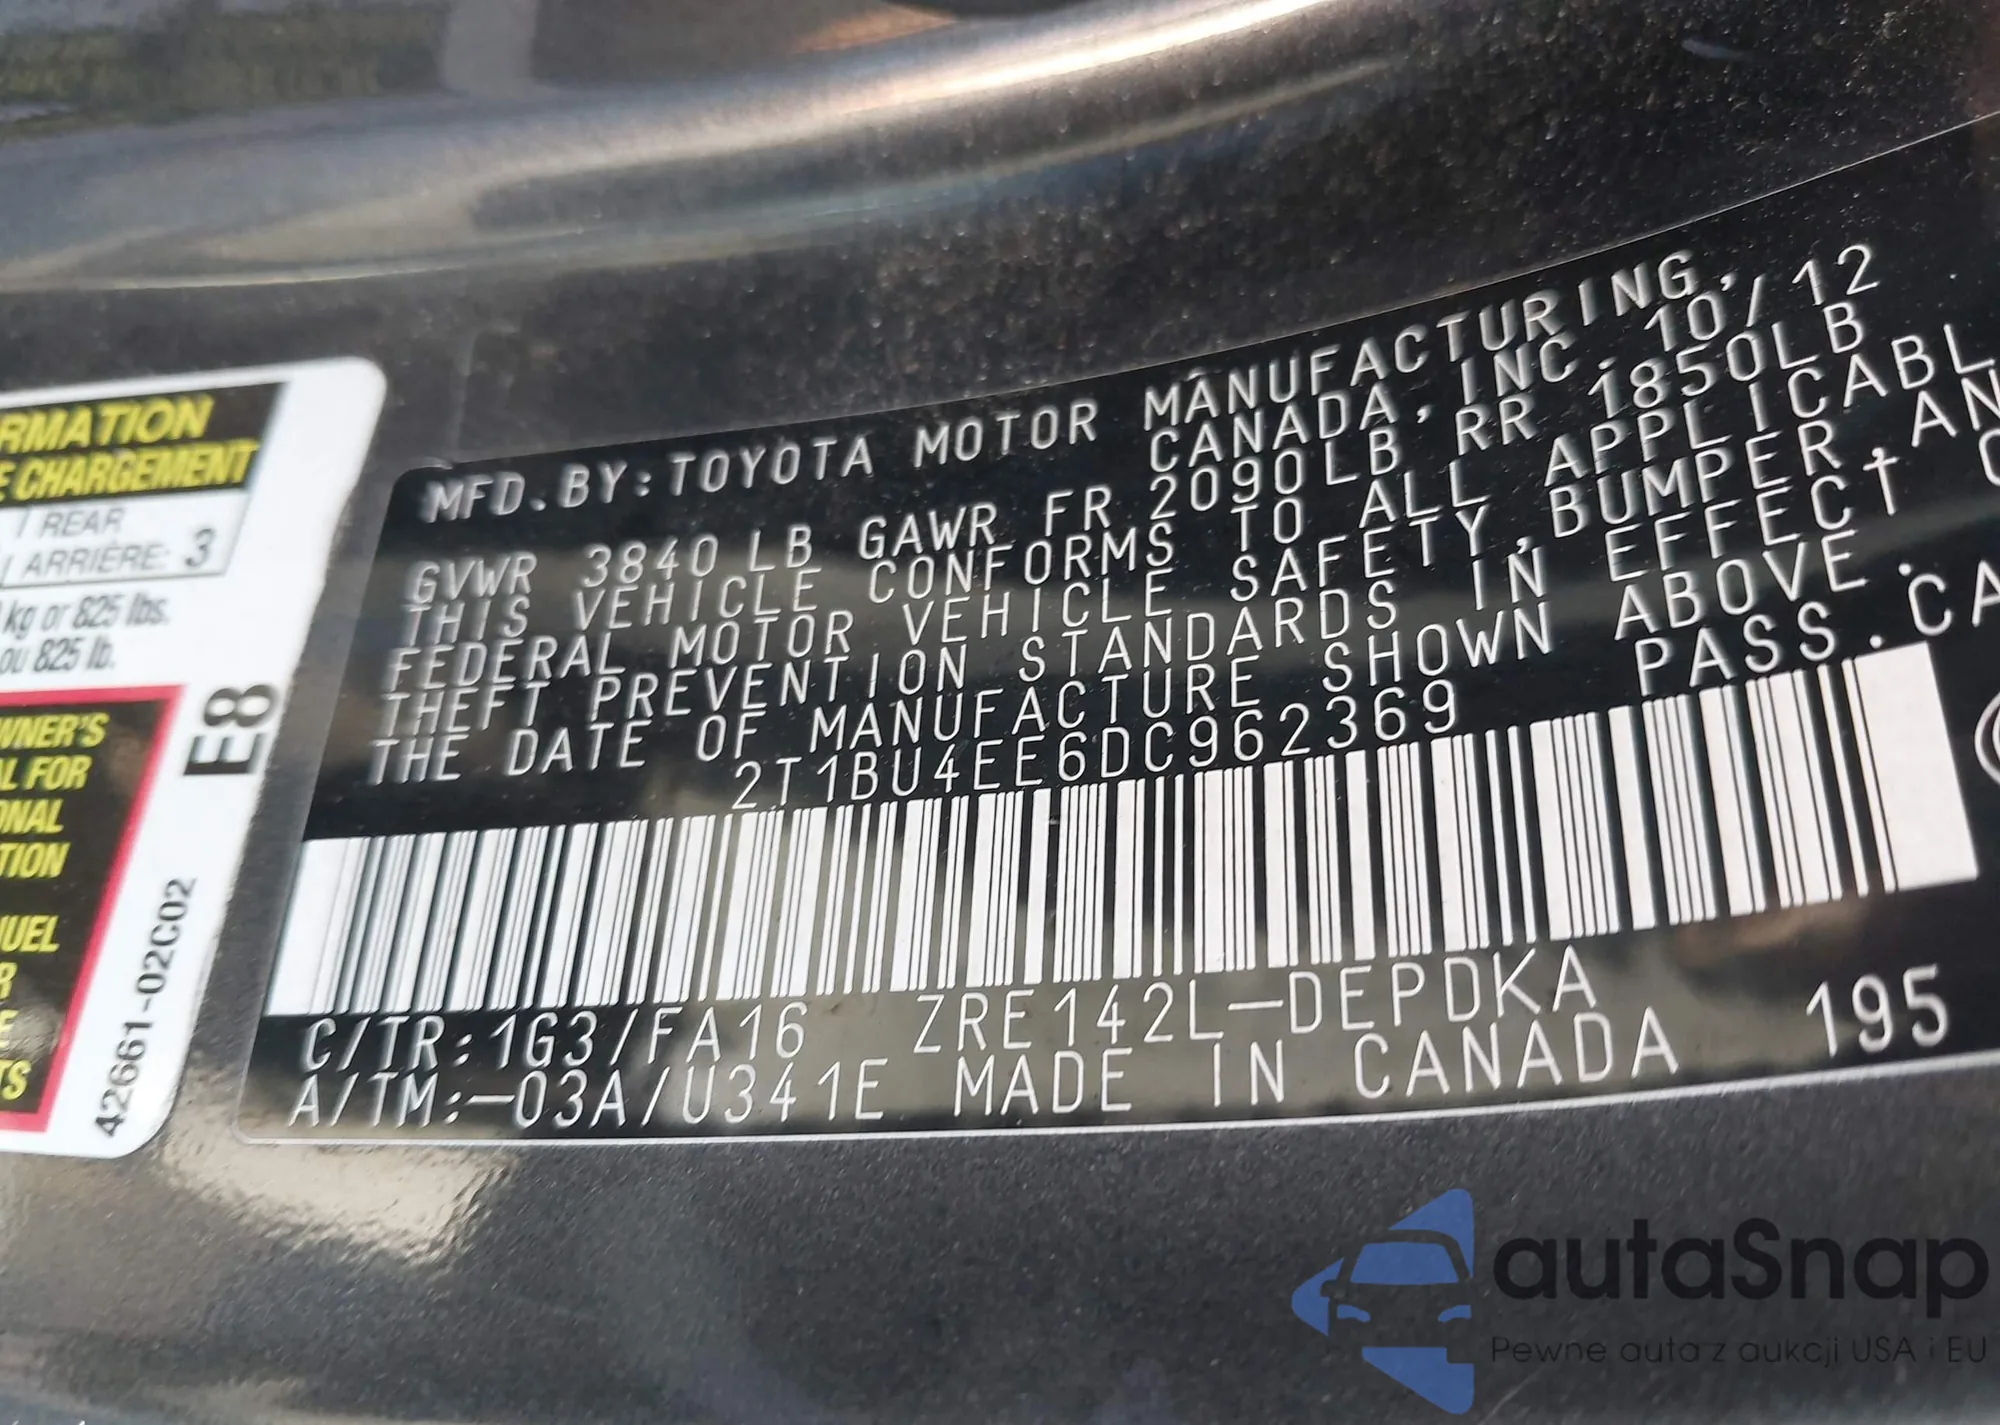 RMATION
E CHARGEMENT
REAR
ARRIÈRE: 3
kg or 825 lbs.
ou 825 lb.
WNER'S
AL FOR
ONAL
TION
UEL
R
E
TS
E8
42661-02C02
MFD.BY:TOYOTA MOTOR MANUFACTURING,
CANADA, INC. 10/12
GVWR 3840LB GAWR FR 2090LB RR 1850LB
THIS VEHICLE CONFORMS TO ALL APPLICABL
FEDERAL MOTOR VEHICLE SAFETY,BUMPER,AN
THEFT PREVENTION STANDARDS IN EFFECT O
THE DATE OF MANUFACTURE SHOWN ABOVE.
2T1BU4EE6DC962369 PASS.CA
C/TR:1G3/FA16 ZRE142L-DEPDKA
A/TM:-03A/U341E MADE IN CANADA 195
autaSnap
Pewne auta z aukcji USA i EU